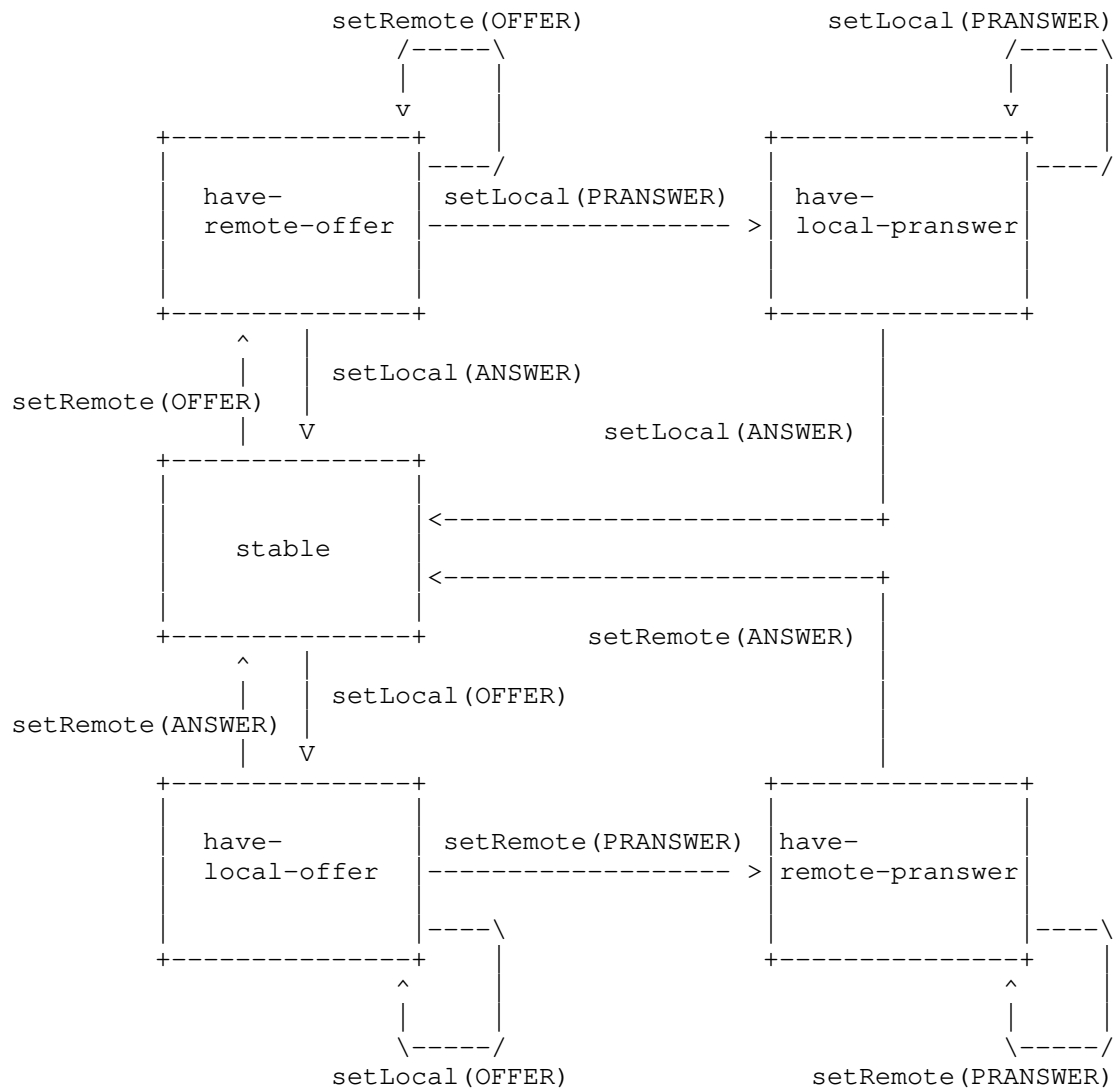 setRemote(OFFER) setLocal(PRANSWER)
have- setLocal(PRANSWER) have-
remote-offer local-pranswer
setLocal(ANSWER)
setRemote(OFFER)
setLocal(ANSWER)
stable
setRemote(ANSWER)
setLocal(OFFER)
setRemote(ANSWER)
have- setRemote(PRANSWER) have-
local-offer remote-pranswer
setLocal(OFFER) setRemote(PRANSWER)